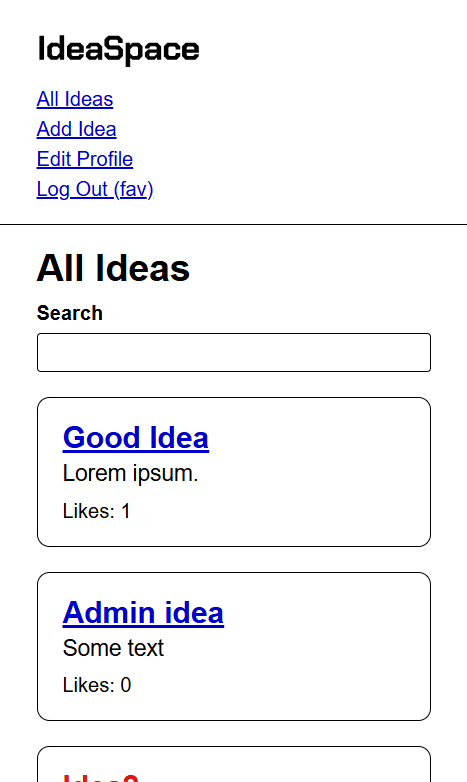 IdeaSpace
All Ideas
Add Idea
Edit Profile
Log Out (fav)
All Ideas
Search
Good Idea
Lorem ipsum.
Likes: 1
Admin idea
Some text
Likes: 0